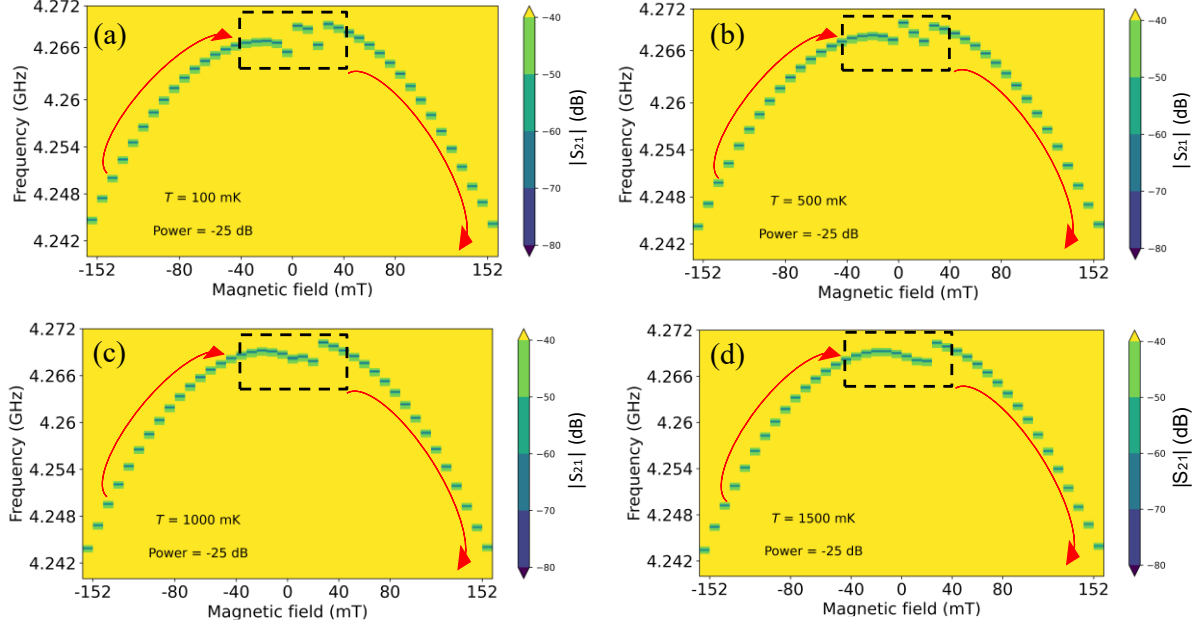 (a)
4.272
4.266
4.26
4.254
4.248
4.242
Frequency (GHz)
T = 100 mK
Power = -25 dB
-152 -80 -40 0 40 80 152
Magnetic field (mT)
−40
−50
−60
−70
−80
|S21| (dB)
(b)
4.272
4.266
4.26
4.254
4.248
4.242
Frequency (GHz)
T = 500 mK
Power = -25 dB
-152 -80 -40 0 40 80 152
Magnetic field (mT)
−40
−50
−60
−70
−80
|S21| (dB)
(c)
4.272
4.266
4.26
4.254
4.248
4.242
Frequency (GHz)
T = 1000 mK
Power = -25 dB
-152 -80 -40 0 40 80 152
Magnetic field (mT)
−40
−50
−60
−70
−80
|S21| (dB)
(d)
4.272
4.266
4.26
4.254
4.248
4.242
Frequency (GHz)
T = 1500 mK
Power = -25 dB
-152 -80 -40 0 40 80 152
Magnetic field (mT)
−40
−50
−60
−70
−80
|S21| (dB)